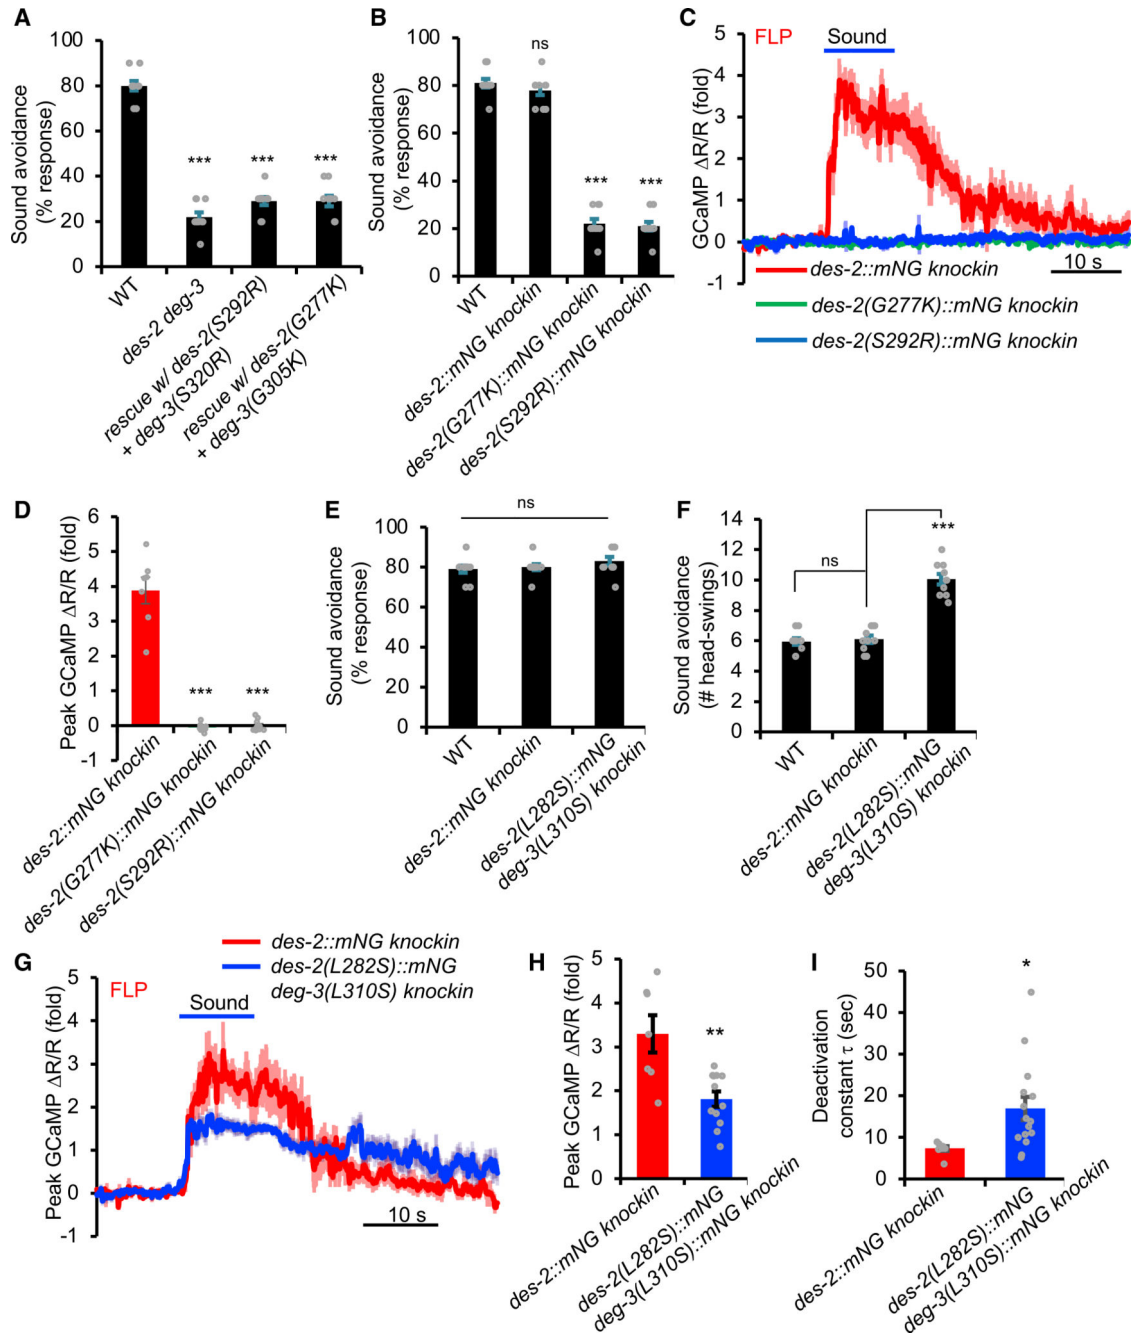 A
Sound avoidance
(% response)
100
80
60
40
20
0
***
***
***
WT
des-2 deg-3
rescue w/ des-2(S292R)
+ deg-3(S320R)
rescue w/ des-2(G277K)
+ deg-3(G305K)
B
Sound avoidance
(% response)
100
80
60
40
20
0
ns
***
***
WT
des-2::mNG knockin
des-2(G277K)::mNG knockin
des-2(S292R)::mNG knockin
C
GCaMP ΔR/R (fold)
5
4
3
2
1
0
-1
FLP
Sound
10 s
des-2::mNG knockin
des-2(G277K)::mNG knockin
des-2(S292R)::mNG knockin
D
Peak GCaMP ΔR/R (fold)
6
5
4
3
2
1
0
-1
***
***
des-2::mNG knockin
des-2(G277K)::mNG knockin
des-2(S292R)::mNG knockin
E
Sound avoidance
(% response)
100
80
60
40
20
0
ns
WT
des-2::mNG knockin
des-2(L282S)::mNG
deg-3(L310S) knockin
F
Sound avoidance
(# head-swings)
14
12
10
8
6
4
2
0
ns
***
WT
des-2::mNG knockin
des-2(L282S)::mNG
deg-3(L310S) knockin
G
des-2::mNG knockin
des-2(L282S)::mNG
deg-3(L310S) knockin
Peak GCaMP ΔR/R (fold)
5
4
3
2
1
0
-1
FLP
Sound
10 s
H
Peak GCaMP ΔR/R (fold)
5
4
3
2
1
0
**
des-2::mNG knockin
des-2(L282S)::mNG
deg-3(L310S)::mNG knockin
I
Deactivation
constant τ (sec)
50
40
30
20
10
0
*
des-2::mNG knockin
des-2(L282S)::mNG
deg-3(L310S)::mNG knockin